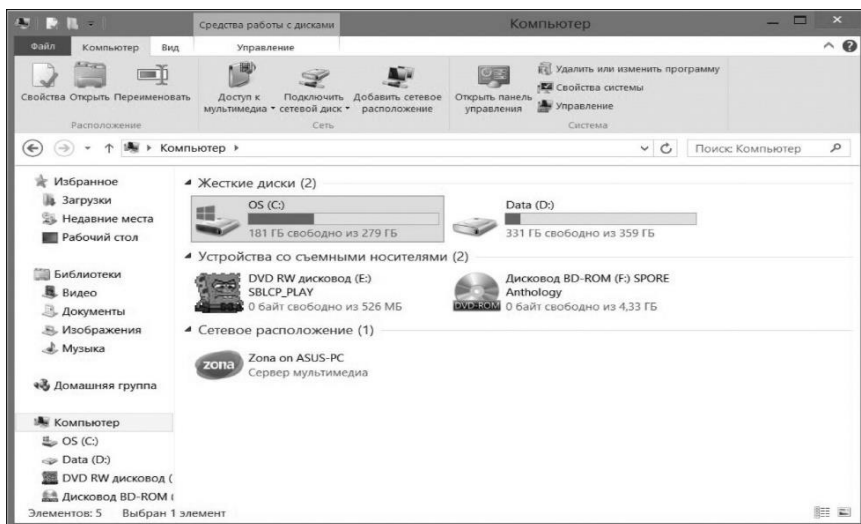 Средства работы с дисками
Компьютер
Файл Компьютер Вид Управление
Свойства Открыть Переименовать
Доступ к мультимедиа
Подключить сетевой диск
Добавить сетевое расположение
Открыть панель управления
Удалить или изменить программу
Свойства системы
Управление
Расположение Сеть Система
Компьютер
Поиск: Компьютер
Избранное
Загрузки
Недавние места
Рабочий стол
Библиотеки
Видео
Документы
Изображения
Музыка
Домашняя группа
Компьютер
OS (C:)
Data (D:)
DVD RW дисковод (
Дисковод BD-ROM (
Жесткие диски (2)
OS (C:)
181 ГБ свободно из 279 ГБ
Data (D:)
331 ГБ свободно из 359 ГБ
Устройства со съемными носителями (2)
DVD RW дисковод (E:)
SBLCP_PLAY
0 байт свободно из 526 МБ
DVD-ROM
Дисковод BD-ROM (F:) SPORE
Anthology
0 байт свободно из 4,33 ГБ
Сетевое расположение (1)
zona
Zona on ASUS-PC
Сервер мультимедиа
Элементов: 5 Выбран 1 элемент